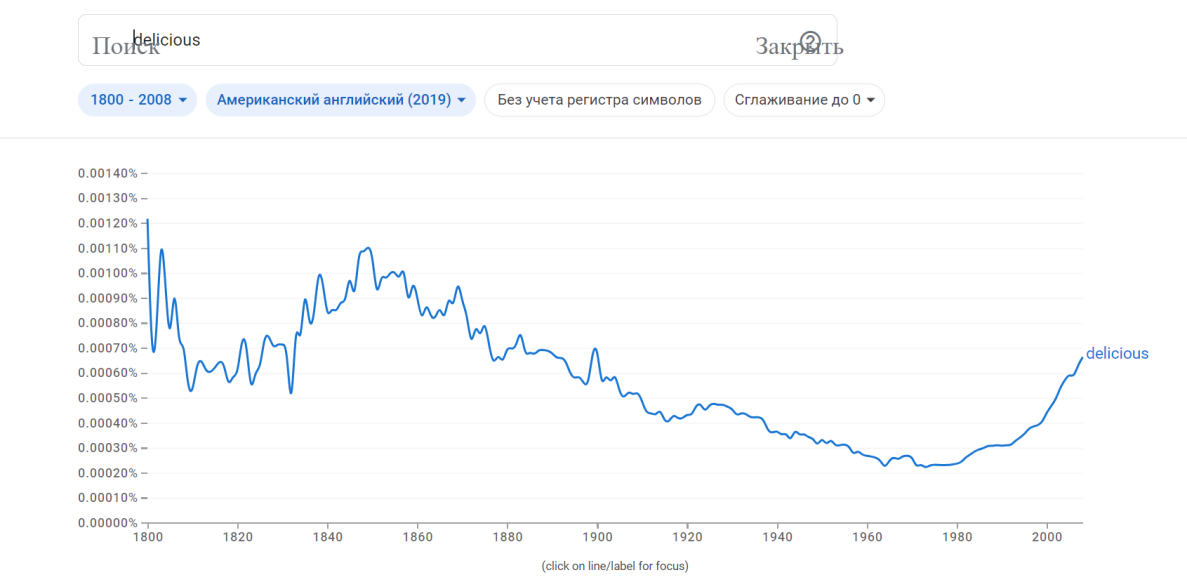 delicious
Поиск Закрыть
1800 - 2008 Американский английский (2019) Без учета регистра символов Сглаживание до 0
0.00140%
0.00130%
0.00120%
0.00110%
0.00100%
0.00090%
0.00080%
0.00070%
delicious
0.00060%
0.00050%
0.00040%
0.00030%
0.00020%
0.00010%
0.00000%
1800 1820 1840 1860 1880 1900 1920 1940 1960 1980 2000
(click on line/label for focus)